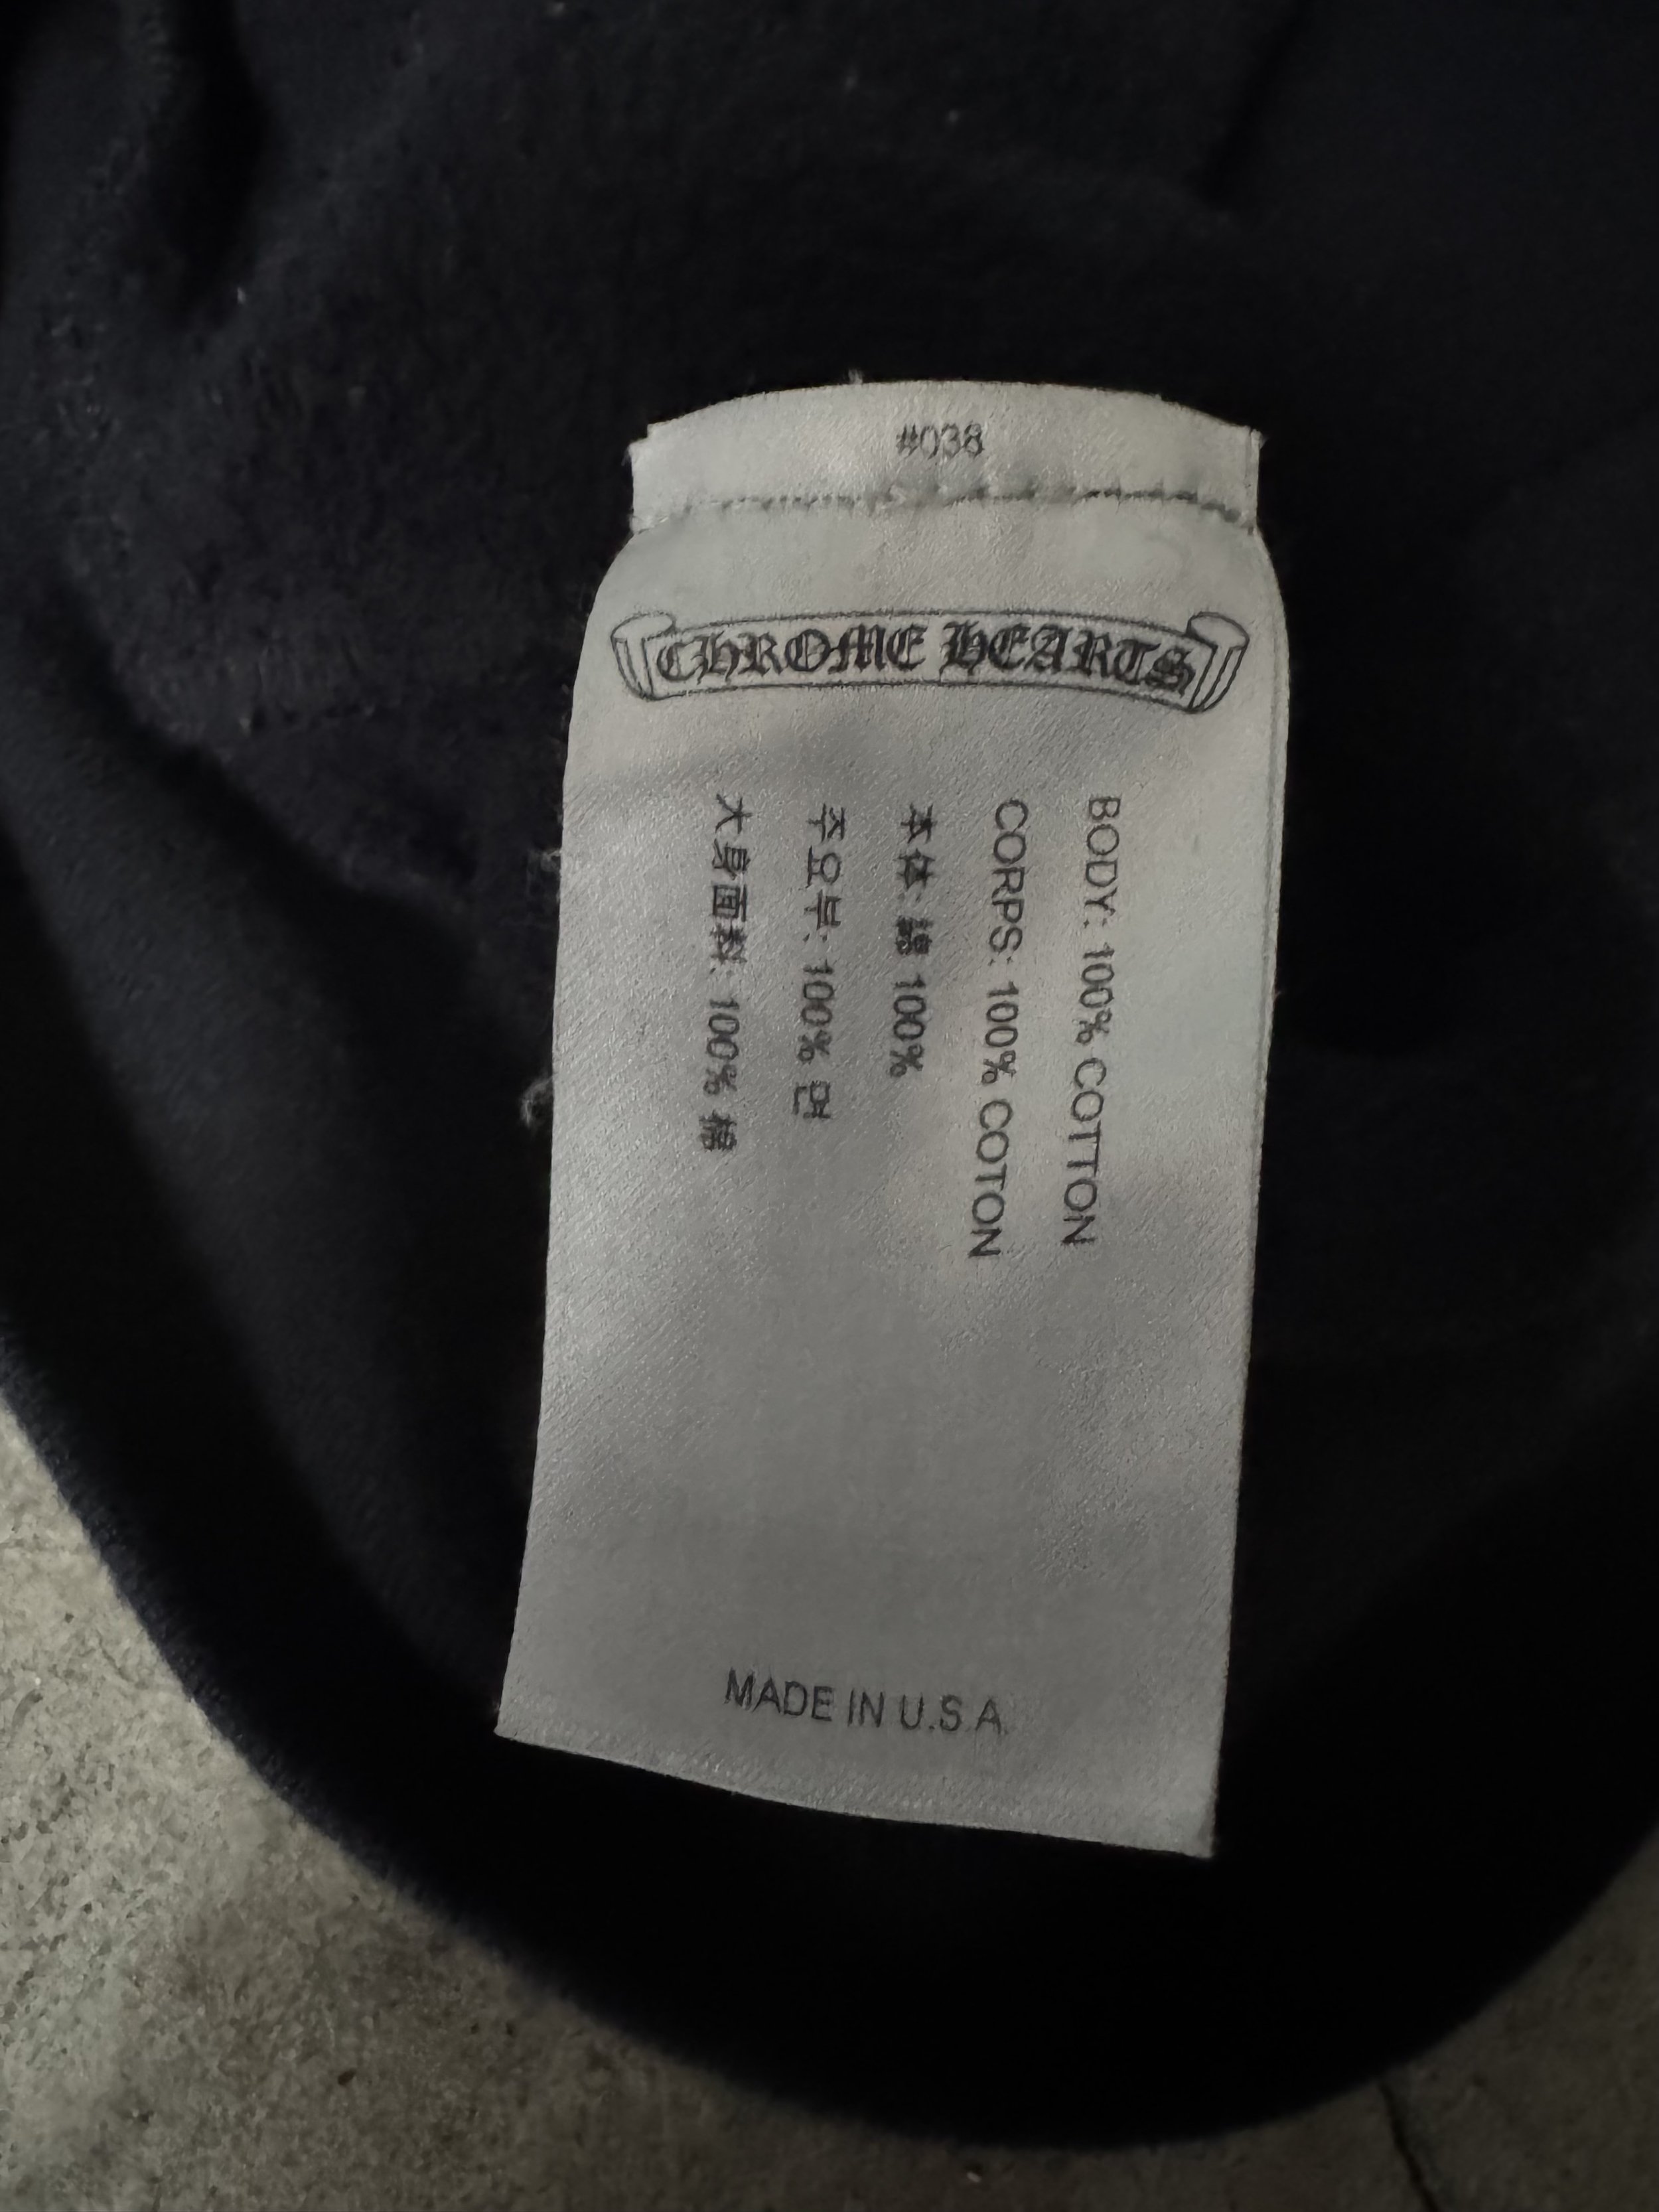 #038
CHROME HEARTS
BODY: 100% COTTON
CORPS: 100% COTON
本体: 綿 100%
주요부: 100% 면
大身面料: 100% 棉
MADE IN U.S.A.